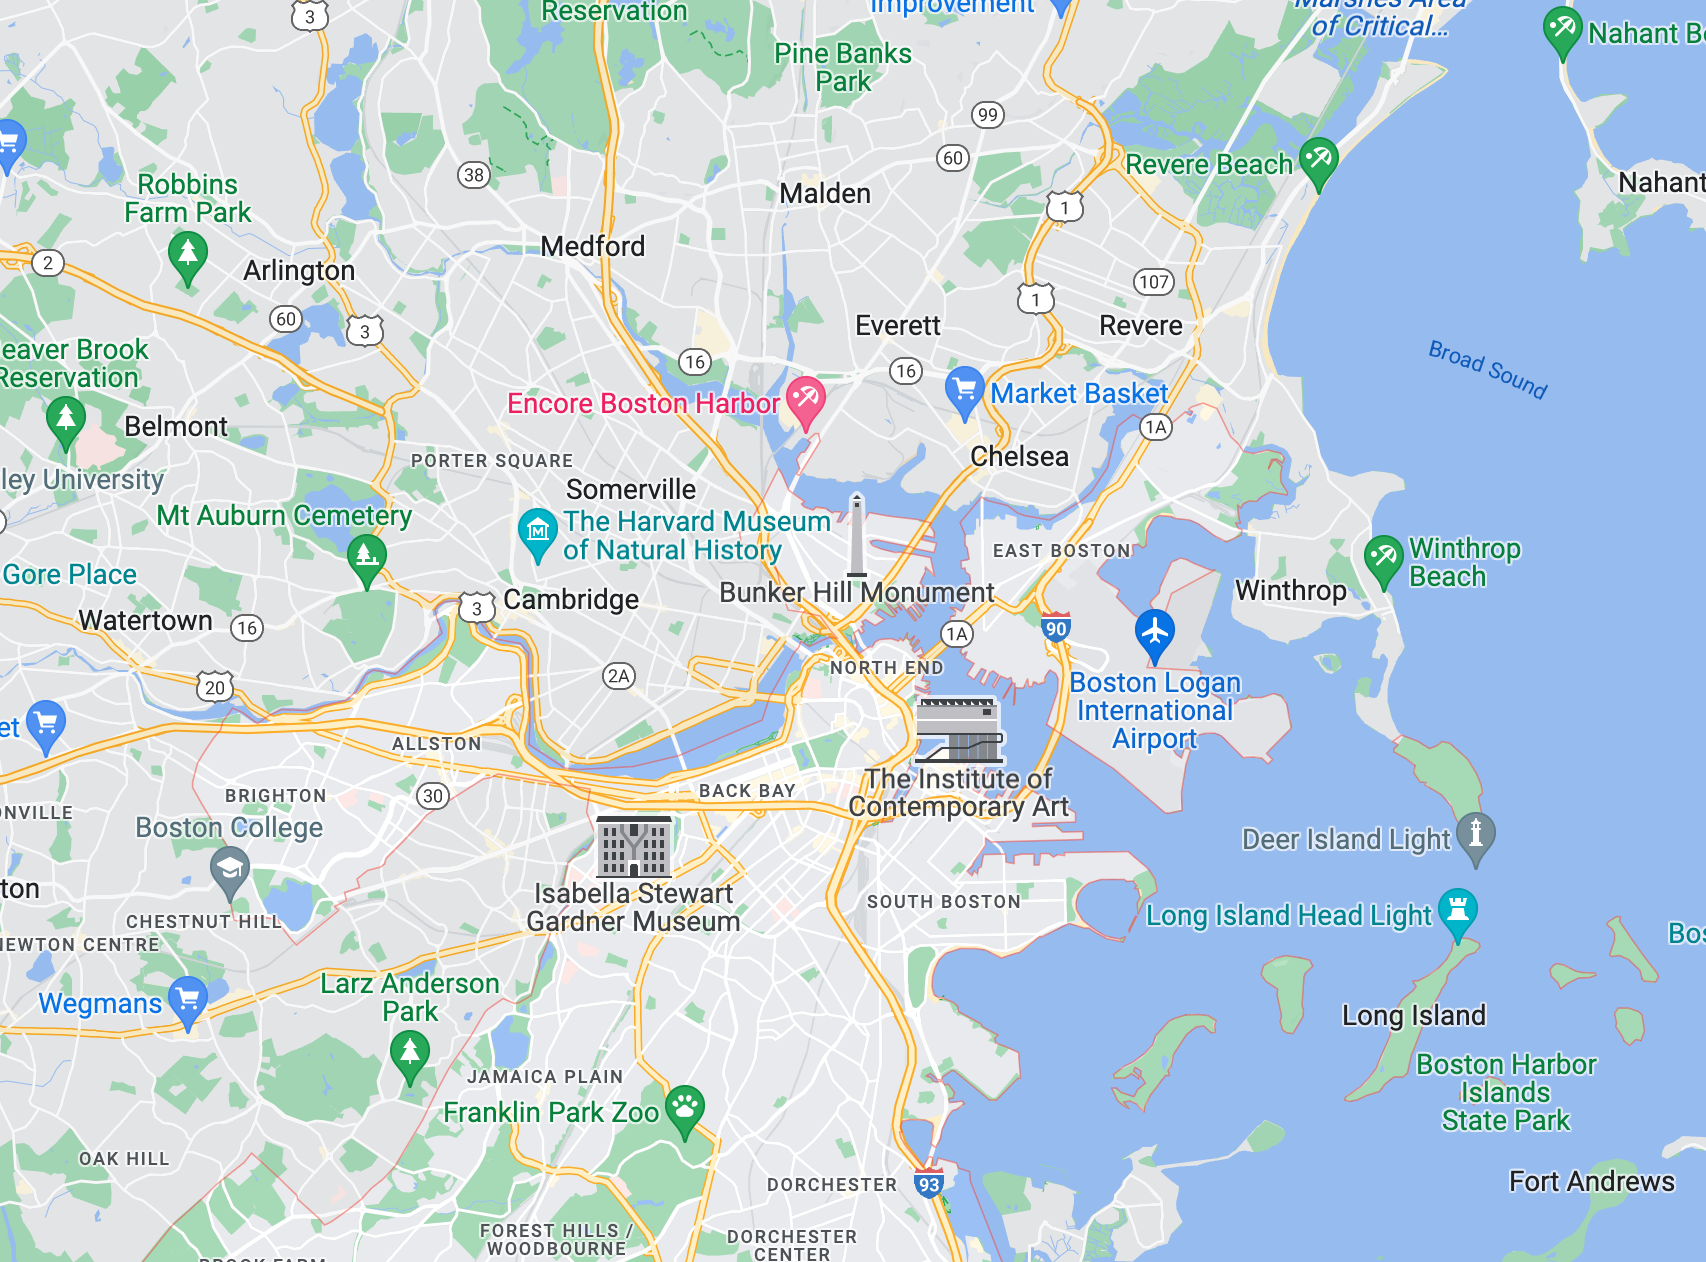 3
Reservation
Improvement
Marshes Area
of Critical...
Nahant B
Pine Banks
Park
99
60
38
Revere Beach
Malden
Nahant
Robbins
Farm Park
1
Medford
2
Arlington
107
1
60
3
Everett
Revere
eaver Brook
Reservation
16
16
Broad Sound
Encore Boston Harbor
Market Basket
Belmont
1A
PORTER SQUARE
Chelsea
ley University
Somerville
Mt Auburn Cemetery
The Harvard Museum
of Natural History
EAST BOSTON
Winthrop
Beach
Gore Place
Bunker Hill Monument
Winthrop
3
Cambridge
Watertown
16
90
1A
NORTH END
2A
20
Boston Logan
International
Airport
et
ALLSTON
The Institute of
Contemporary Art
BACK BAY
BRIGHTON
30
ONVILLE
Boston College
Deer Island Light
ton
Isabella Stewart
Gardner Museum
SOUTH BOSTON
Long Island Head Light
CHESTNUT HILL
NEWTON CENTRE
Bos
Larz Anderson
Park
Wegmans
Long Island
Boston Harbor
Islands
State Park
JAMAICA PLAIN
Franklin Park Zoo
OAK HILL
DORCHESTER
93
Fort Andrews
FOREST HILLS /
WOODBOURNE
DORCHESTER
CENTER
BROOK FARM